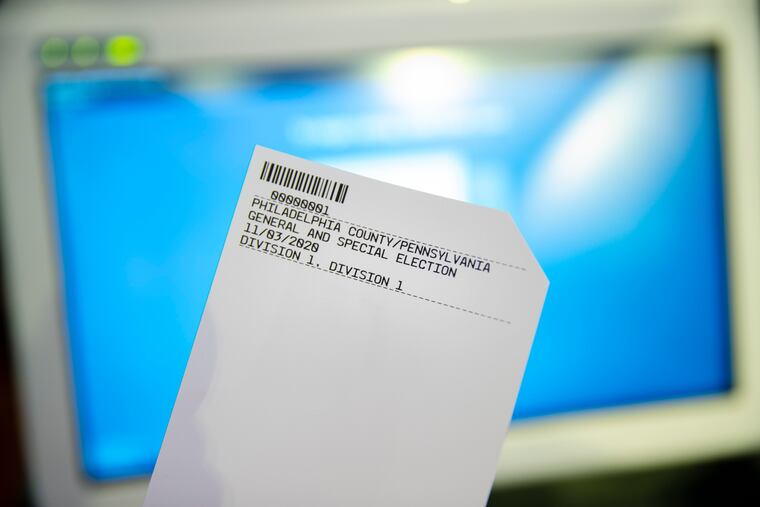 00000001
PHILADELPHIA COUNTY/PENNSYLVANIA
GENERAL AND SPECIAL ELECTION
11/03/2020
DIVISION 1. DIVISION 1